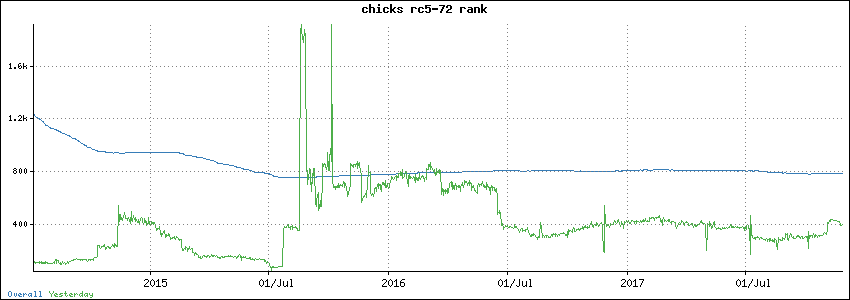 chicks rc5-72 rank
1.6k
1.2k
800
400
2015 01/Jul 2016 01/Jul 2017 01/Jul
Overall Yesterday